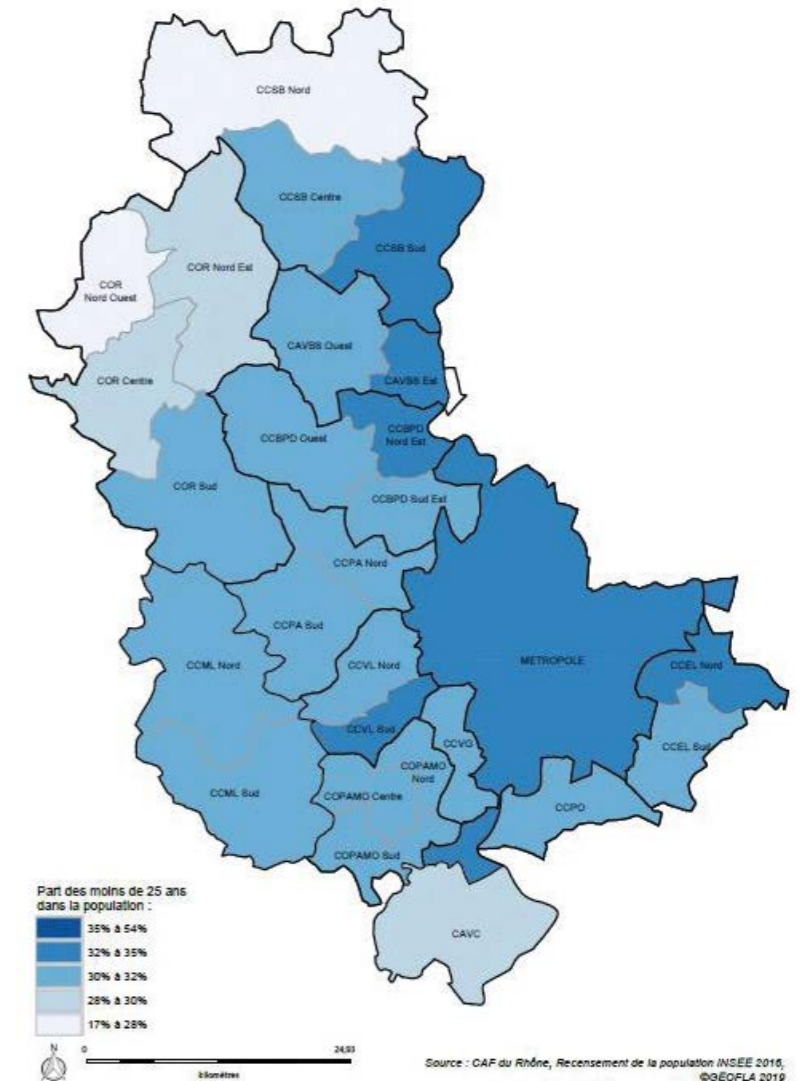 CCSB Nord
CCSB Centre
CCSB Sud
COR Nord Est
COR
Nord Ouest
CAVBS Ouest
COR Centre
CAVBS Est
CCBPD
Nord Est
CCBPD Ouest
COR Sud
CCBPD Sud Est
CCPA Nord
CCPA Sud
CCML Nord
CCVL Nord
METROPOLE
CCEL Nord
CCVL Sud
CCVG
CCEL Sud
COPAMO
Nord
CCML Sud
COPAMO Centre
CCPO
COPAMO Sud
CAVC
Part des moins de 25 ans
dans la population :
35% à 54%
32% à 35%
30% à 32%
28% à 30%
17% à 28%
N
0
24,93
kilomètres
Source : CAF du Rhône, Recensement de la population INSEE 2016,
©GEOFLA 2019